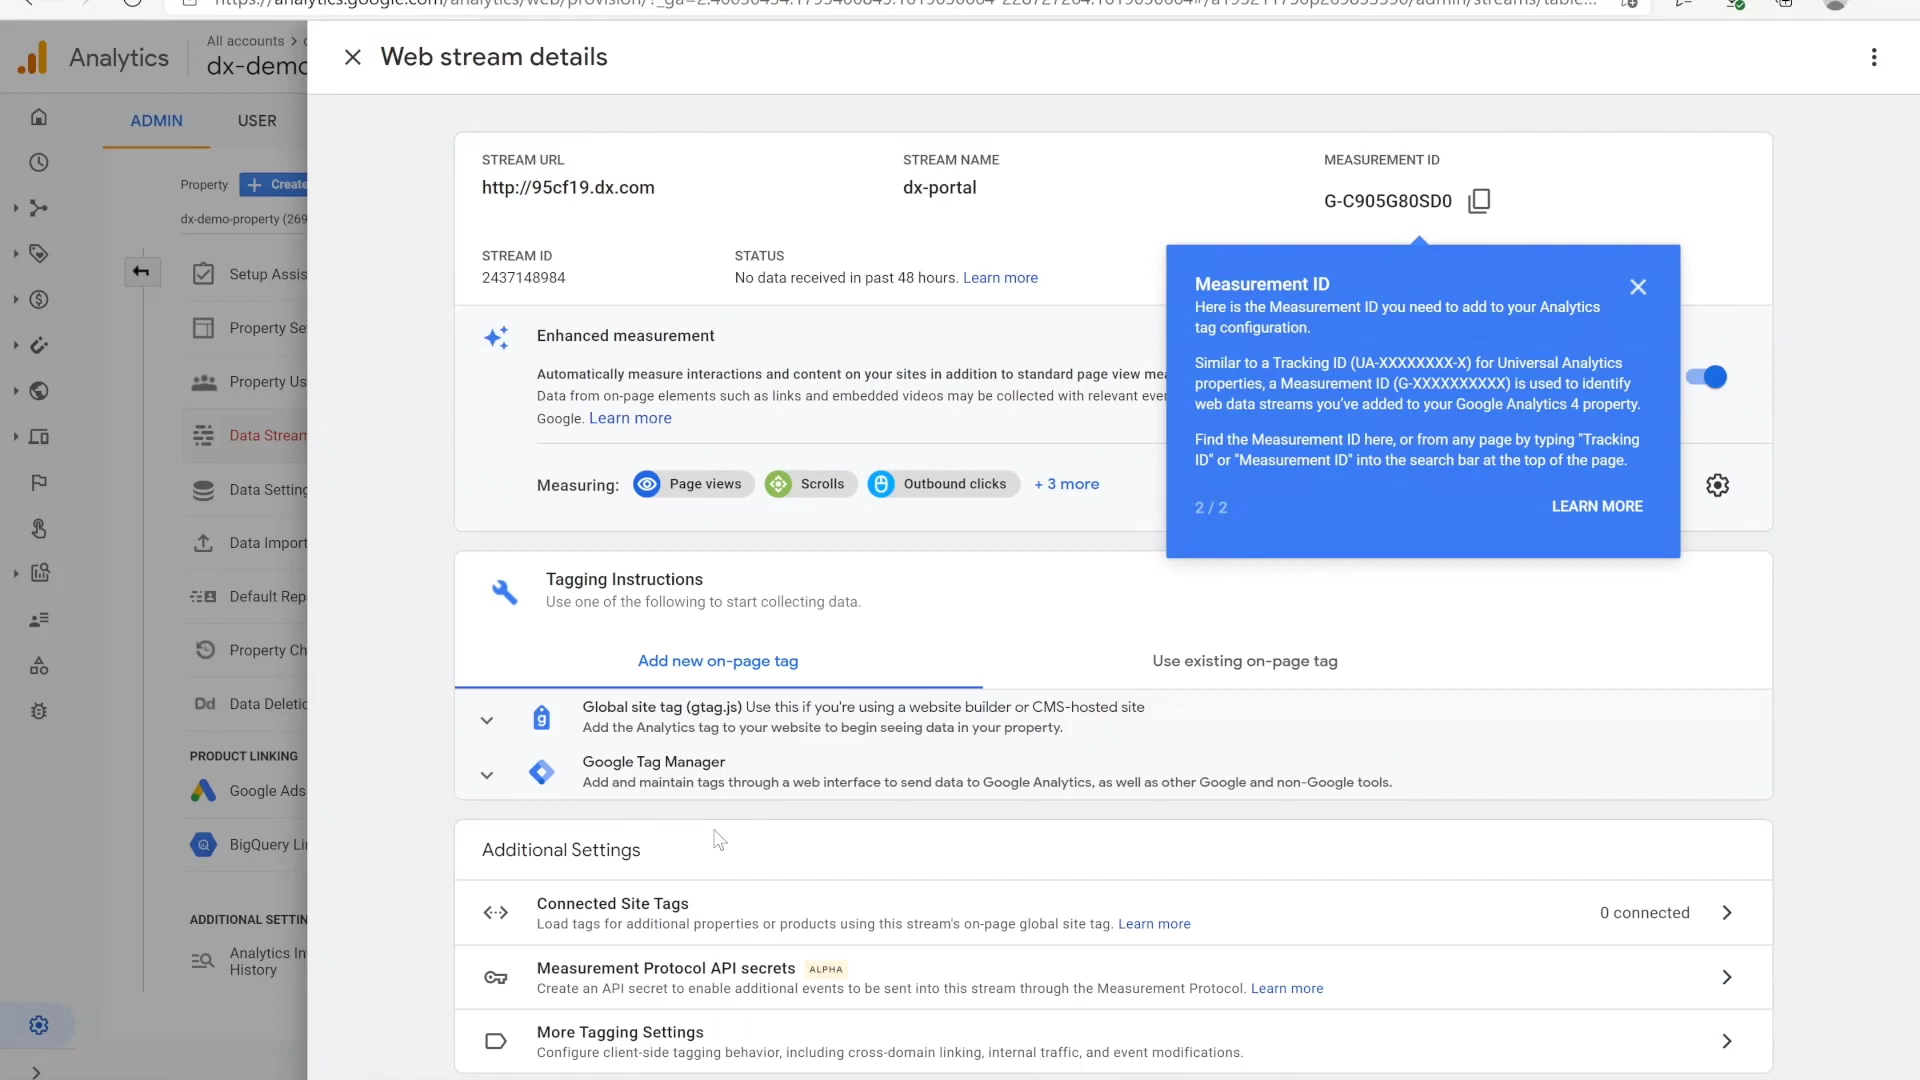 Analytics
All accounts >
dx-demo
Web stream details
ADMIN
USER
Property
Create
dx-demo-property (269
Setup Assis
Property Se
Property Us
Data Stream
Data Setting
Data Import
Default Rep
Property Ch
Dd Data Deletio
PRODUCT LINKING
Google Ads
BigQuery Li
ADDITIONAL SETTIN
Analytics In
History
STREAM URL
http://95cf19.dx.com
STREAM NAME
dx-portal
MEASUREMENT ID
G-C905G80SD0
STREAM ID
2437148984
STATUS
No data received in past 48 hours. Learn more
Enhanced measurement
Automatically measure interactions and content on your sites in addition to standard page view mea
Data from on-page elements such as links and embedded videos may be collected with relevant eve
Google. Learn more
Measuring:
Page views
Scrolls
Outbound clicks
+ 3 more
Measurement ID
Here is the Measurement ID you need to add to your Analytics
tag configuration.
Similar to a Tracking ID (UA-XXXXXXXX-X) for Universal Analytics
properties, a Measurement ID (G-XXXXXXXXXX) is used to identify
web data streams you've added to your Google Analytics 4 property.
Find the Measurement ID here, or from any page by typing "Tracking
ID" or "Measurement ID" into the search bar at the top of the page.
2 / 2
LEARN MORE
Tagging Instructions
Use one of the following to start collecting data.
Add new on-page tag
Use existing on-page tag
Global site tag (gtag.js) Use this if you're using a website builder or CMS-hosted site
Add the Analytics tag to your website to begin seeing data in your property.
Google Tag Manager
Add and maintain tags through a web interface to send data to Google Analytics, as well as other Google and non-Google tools.
Additional Settings
Connected Site Tags
Load tags for additional properties or products using this stream's on-page global site tag. Learn more
0 connected
Measurement Protocol API secrets ALPHA
Create an API secret to enable additional events to be sent into this stream through the Measurement Protocol. Learn more
More Tagging Settings
Configure client-side tagging behavior, including cross-domain linking, internal traffic, and event modifications.